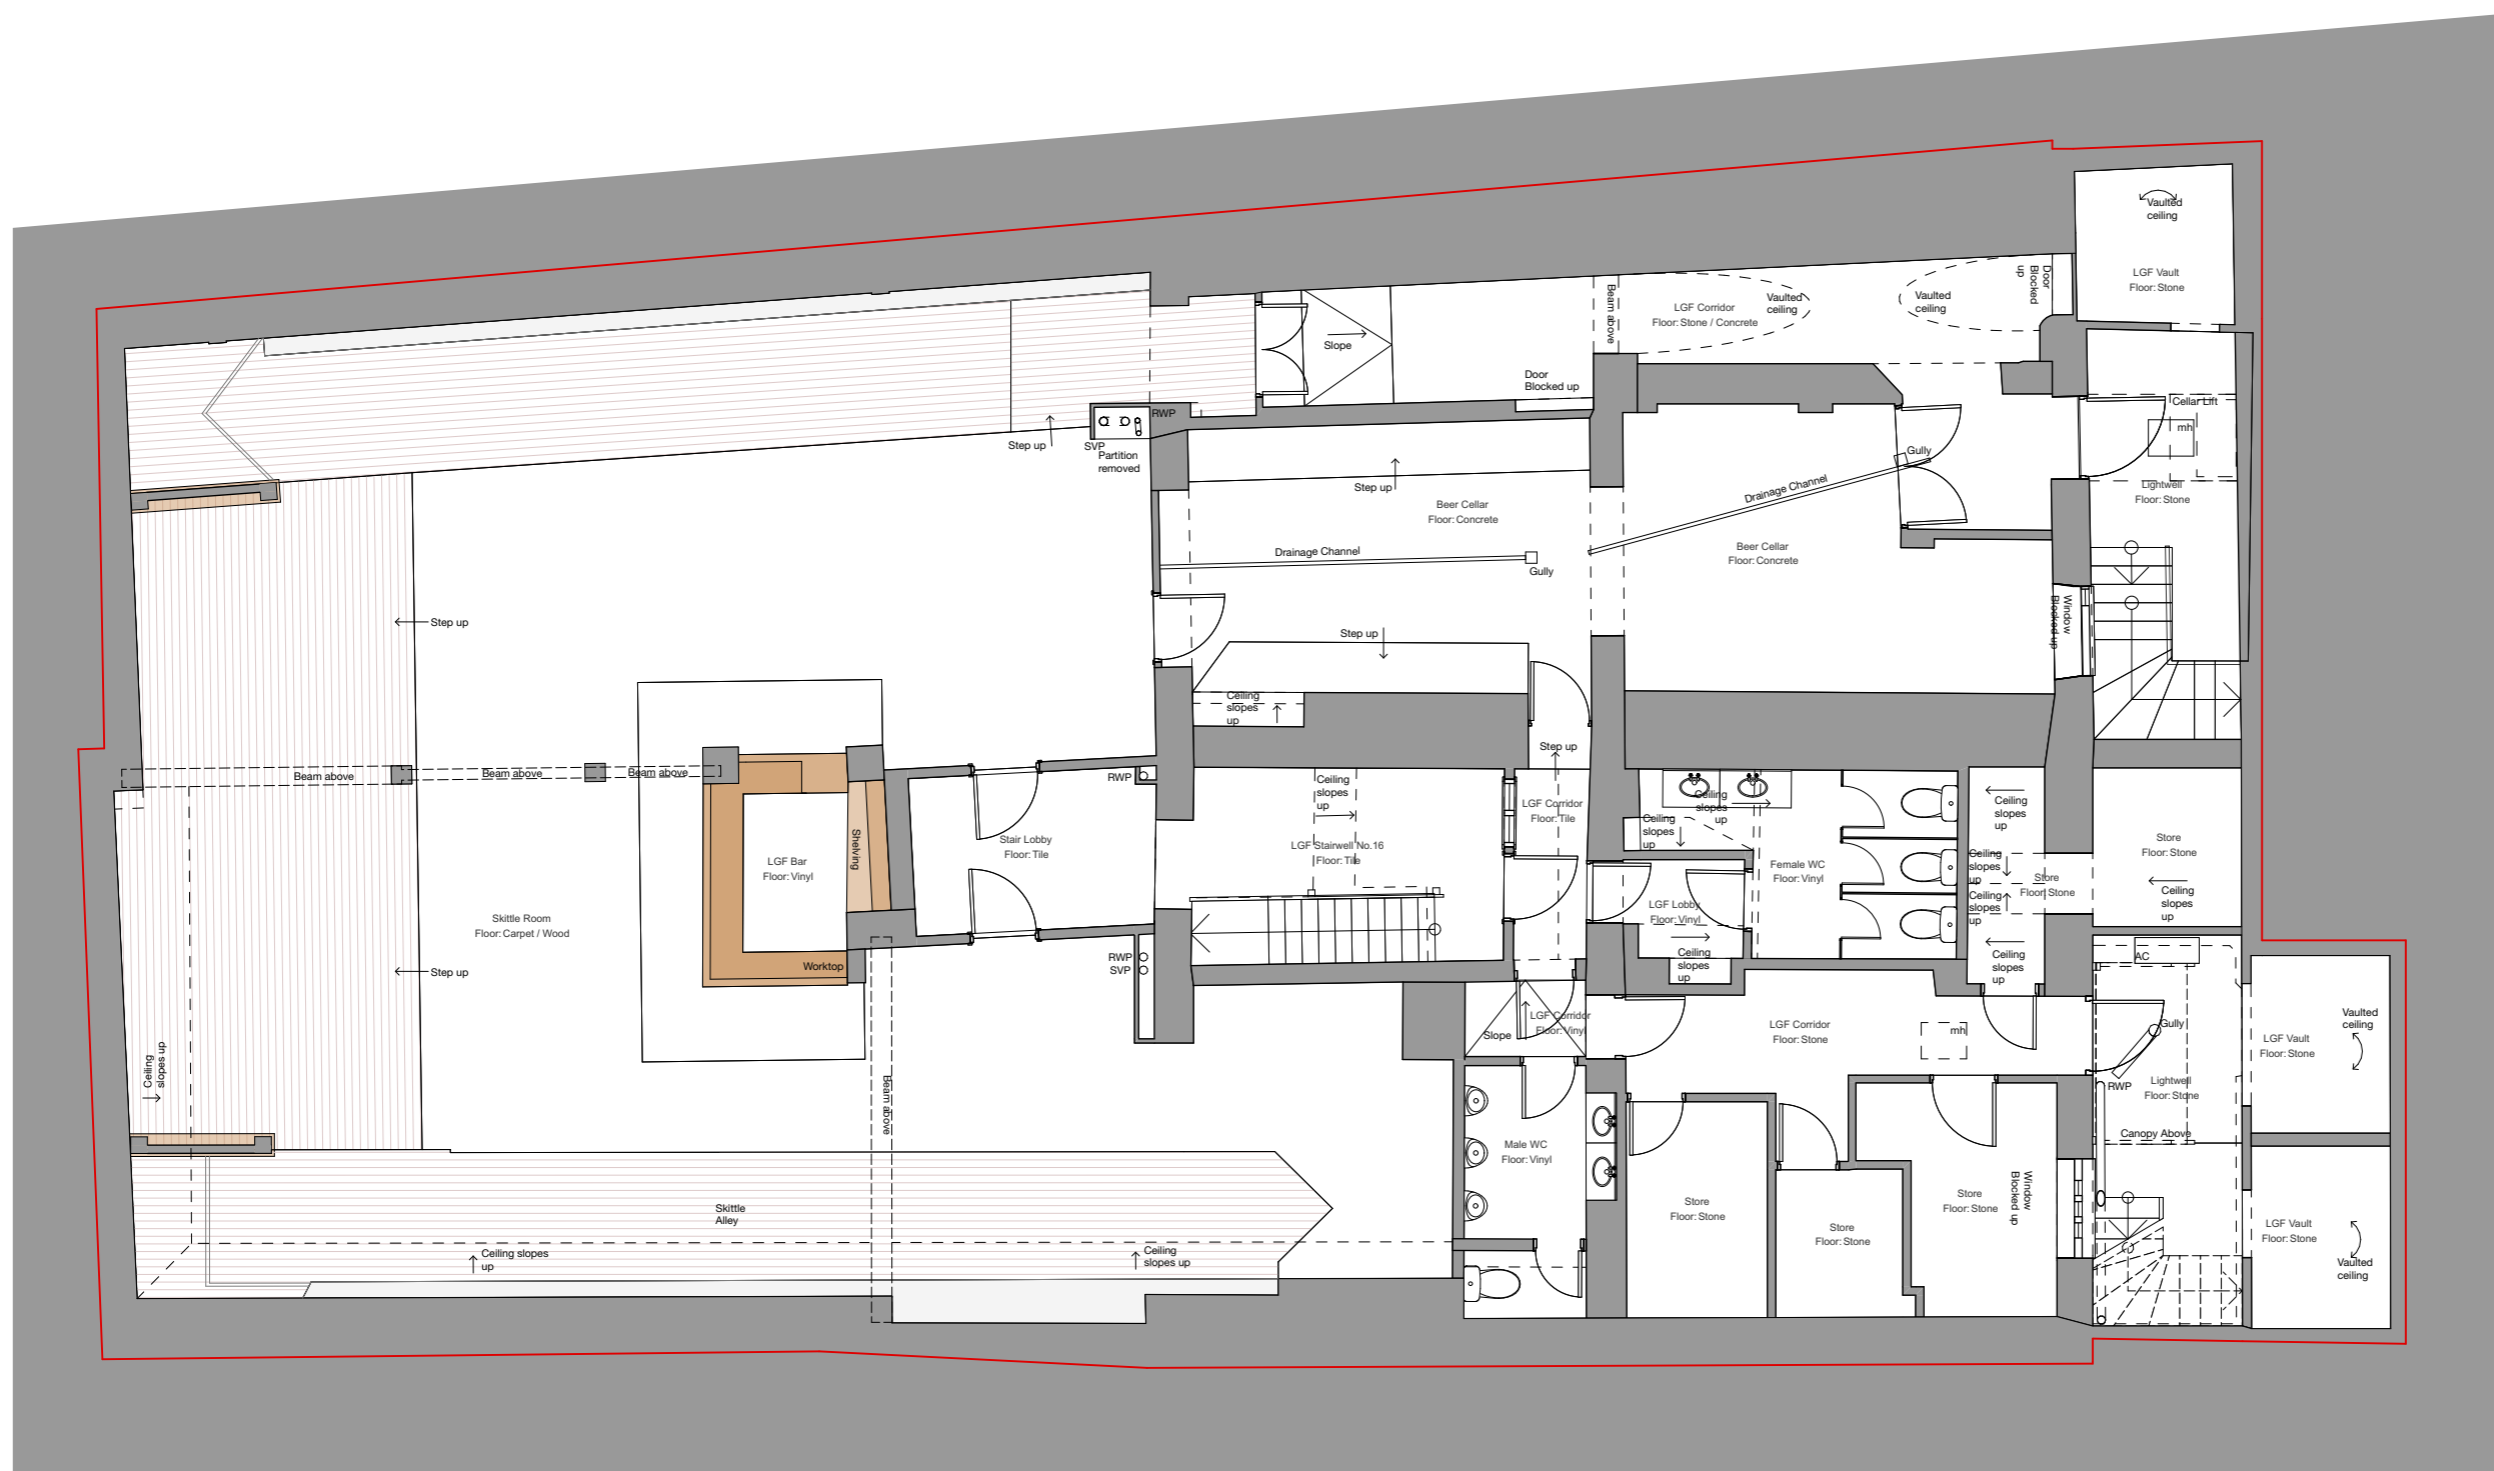 Vaulted
ceiling
LGF Vault
Floor: Stone
Door
Blocked
up
Beam above
LGF Corridor
Floor: Stone / Concrete
Vaulted
ceiling
Vaulted
ceiling
Slope
Door
Blocked up
RWP
SVP
Partition
removed
Step up
Step up
Beer Cellar
Floor: Concrete
Drainage Channel
Gully
Drainage Channel
Gully
Beer Cellar
Floor: Concrete
Cellar Lift
mh
Lightwell
Floor: Stone
Window
Blocked up
Step up
Step up
Ceiling
slopes
up
Step up
Beam above
Beam above
Beam above
RWP
Stair Lobby
Floor: Tile
Shelving
LGF Bar
Floor: Vinyl
Worktop
Skittle Room
Floor: Carpet / Wood
Step up
RWP
SVP
Ceiling
slopes
up
LGF Stairwell No.16
Floor: Tile
LGF Corridor
Floor: Tile
Ceiling
slopes
up
Ceiling
slopes
up
Female WC
Floor: Vinyl
LGF Lobby
Floor: Vinyl
Ceiling
slopes
up
Ceiling
slopes
up
Ceiling
slopes
up
Ceiling
slopes
up
Store
Floor: Stone
Ceiling
slopes
up
Store
Floor: Stone
Ceiling
slopes
up
AC
Slope
LGF Corridor
Floor: Vinyl
LGF Corridor
Floor: Stone
mh
Gully
RWP
Lightwell
Floor: Stone
Canopy Above
LGF Vault
Floor: Stone
Vaulted
ceiling
Ceiling
slopes up
Beam above
Male WC
Floor: Vinyl
Store
Floor: Stone
Store
Floor: Stone
Store
Floor: Stone
Window
Blocked up
LGF Vault
Floor: Stone
Vaulted
ceiling
Skittle
Alley
Ceiling slopes
up
Ceiling
slopes up